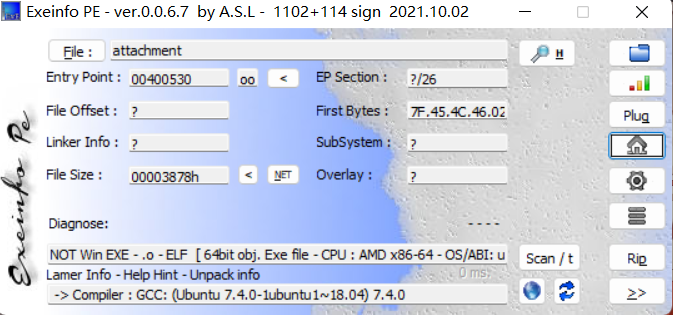 Exeinfo PE - ver.0.0.6.7 by A.S.L - 1102+114 sign 2021.10.02
File : attachment H
Entry Point : 00400530 oo < EP Section : ?/26
File Offset : ? First Bytes : 7F.45.4C.46.02 Plug
Linker Info : ? SubSystem : ?
File Size : 00003878h < NET Overlay : ?
Exeinfo Pe
Diagnose: ----
NOT Win EXE - .o - ELF [ 64bit obj. Exe file - CPU : AMD x86-64 - OS/ABI: u Scan / t Rip
Lamer Info - Help Hint - Unpack info 0 ms.
-> Compiler : GCC: (Ubuntu 7.4.0-1ubuntu1~18.04) 7.4.0 >>